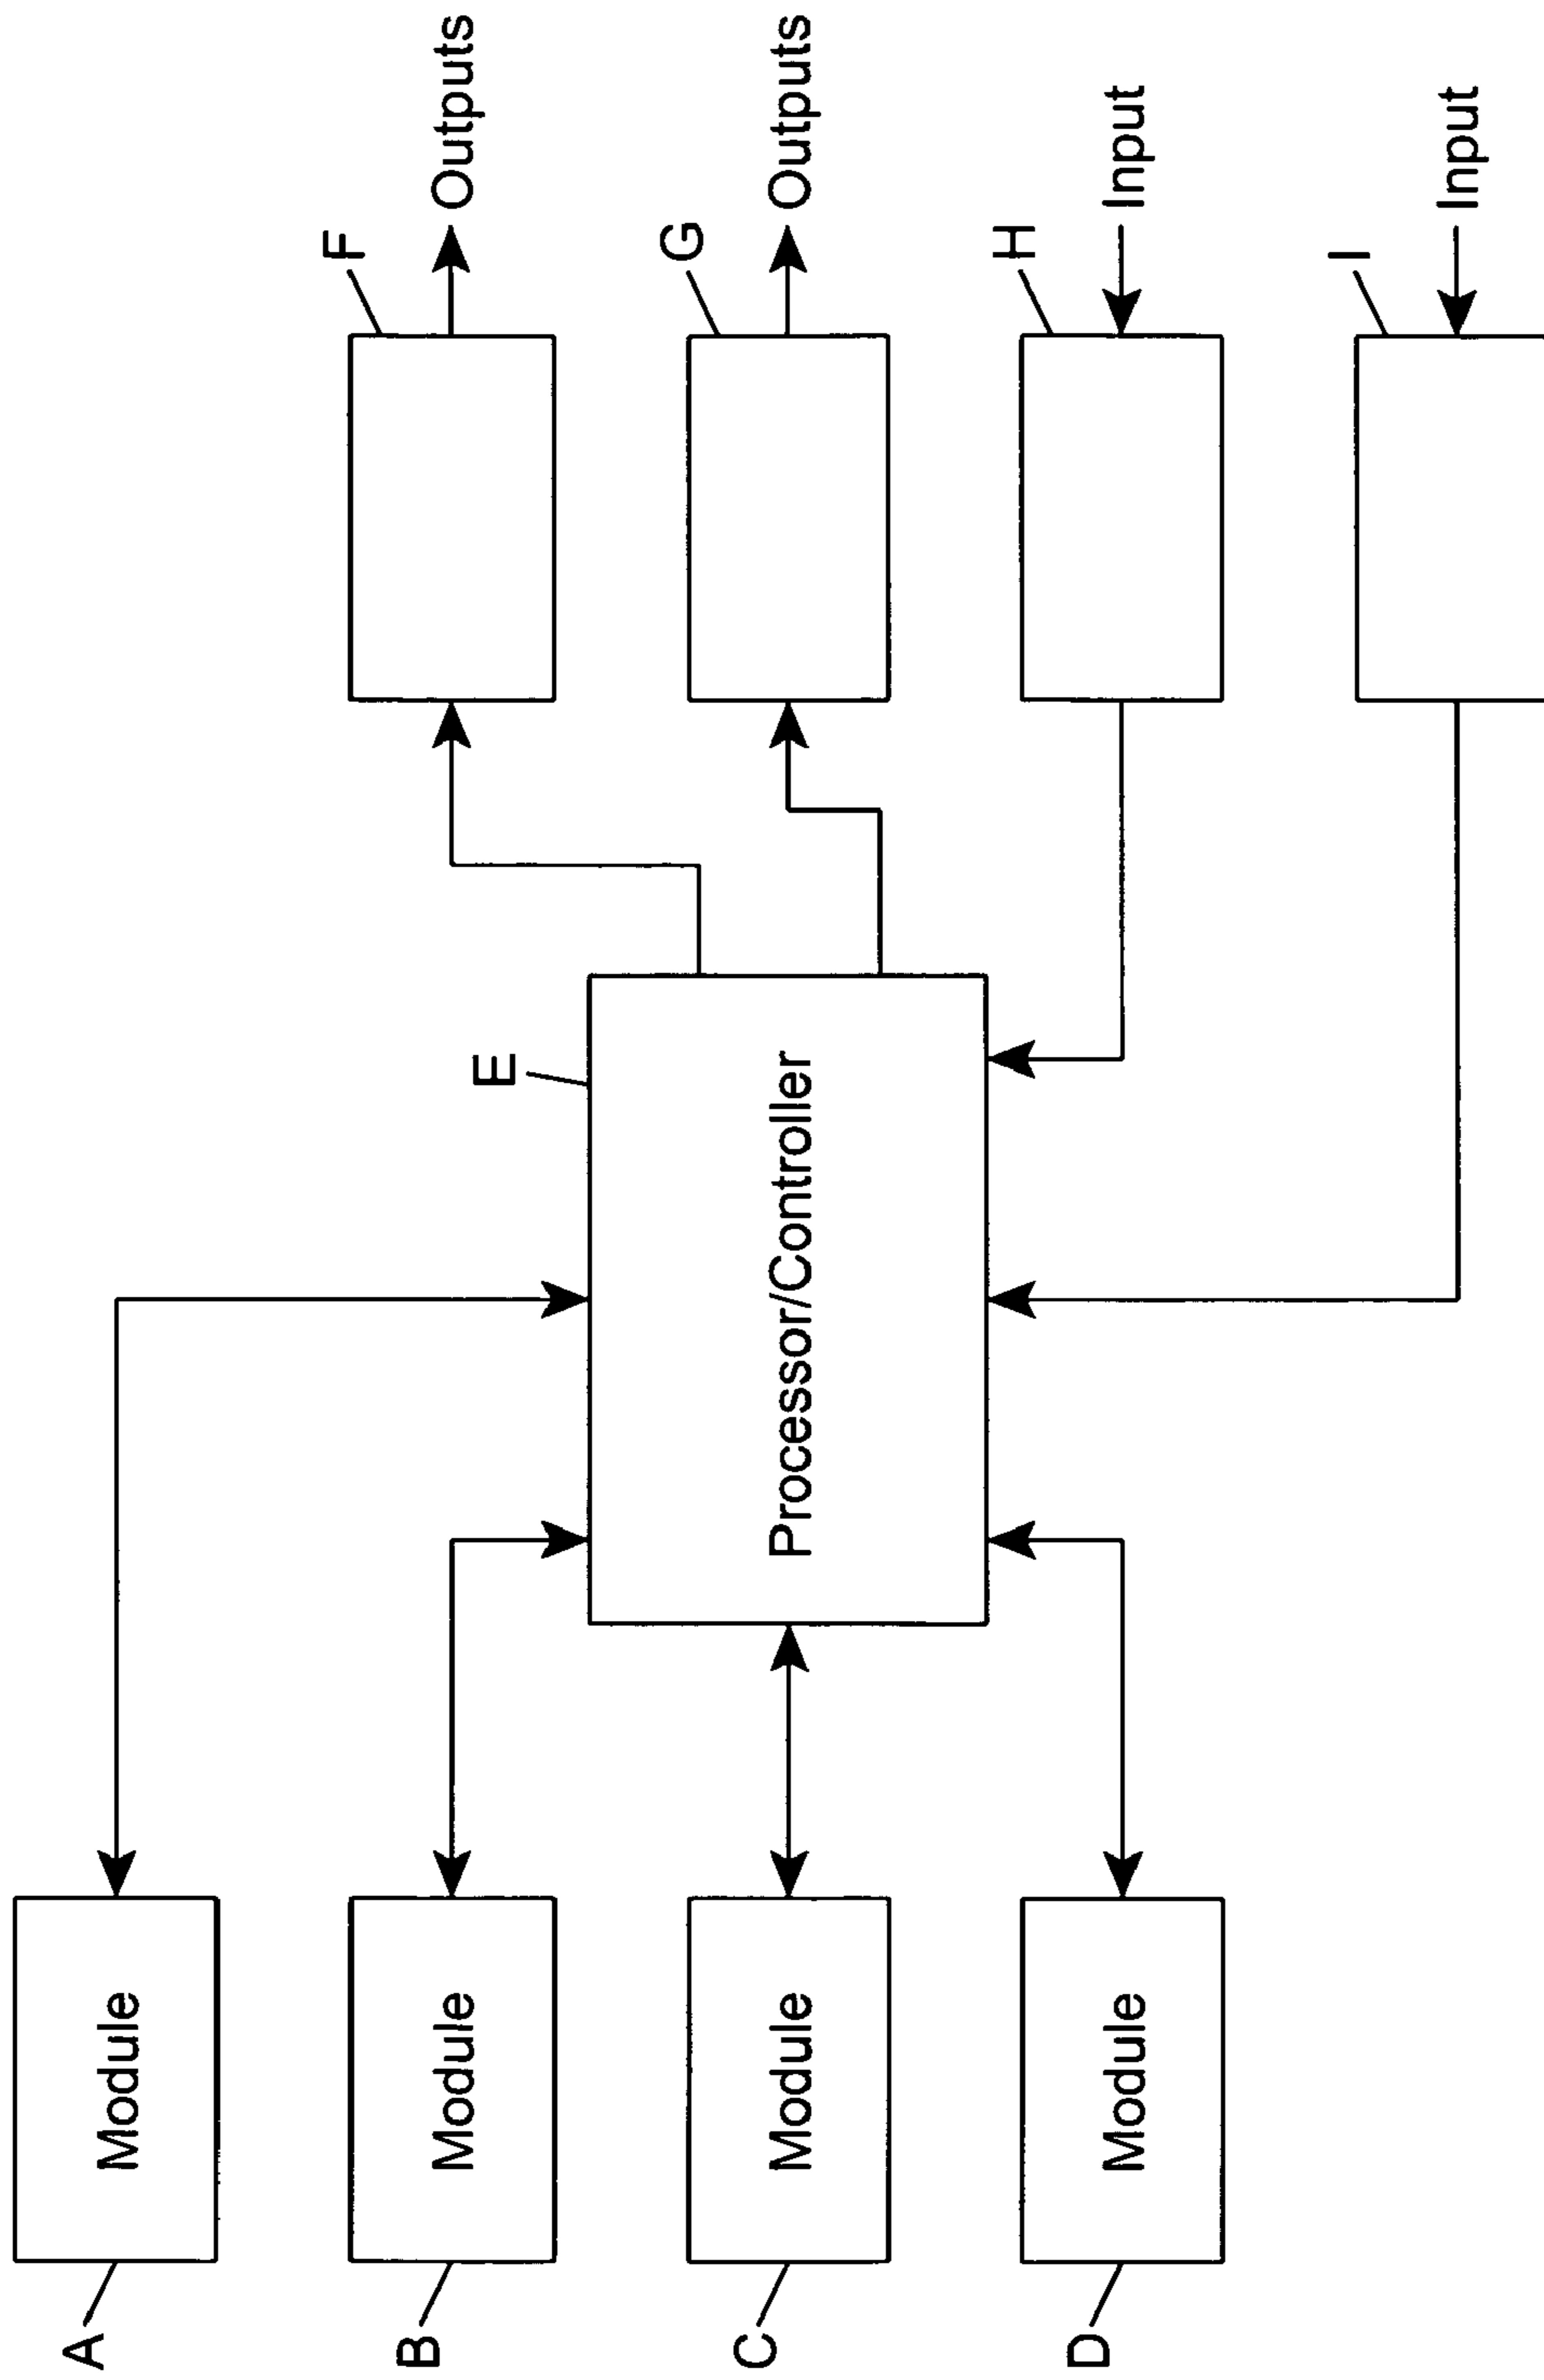 A
Module
B
Module
C
Module
D
Module
E
Processor/Controller
F
Outputs
G
Outputs
H
Input
I
Input